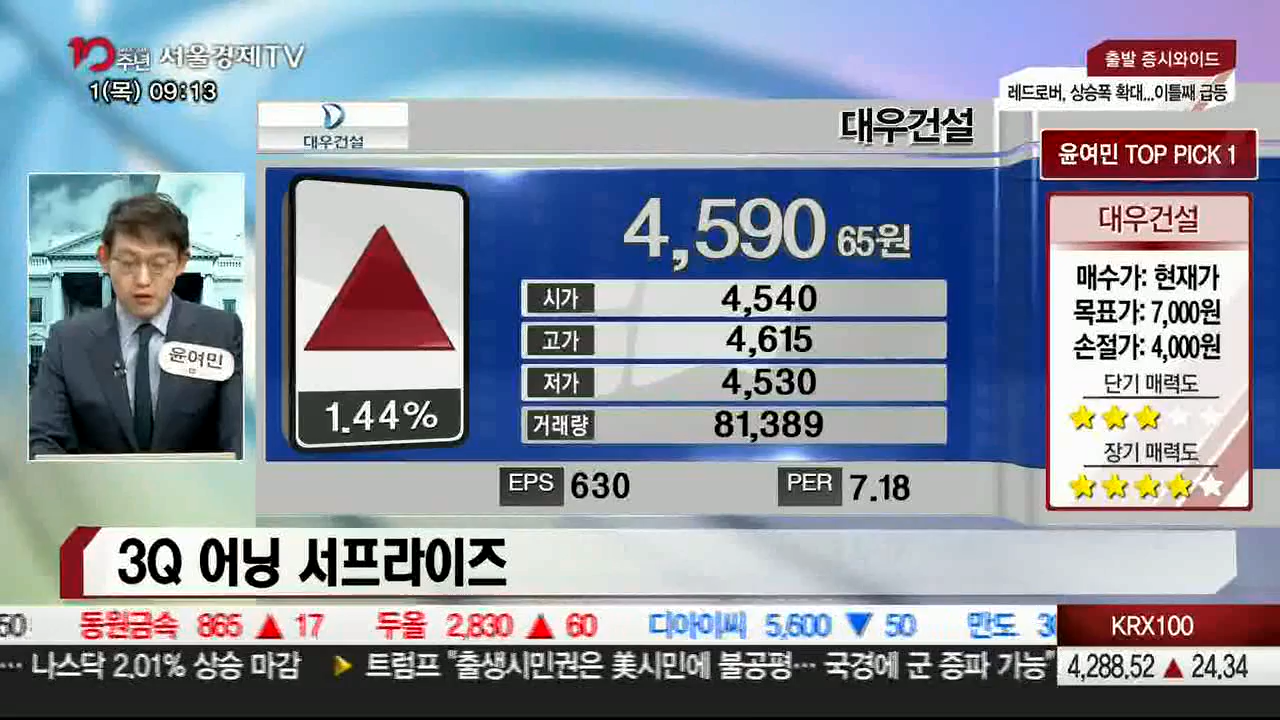 10주년 서울경제TV
1(목) 09:13
출발 증시와이드
레드로버, 상승폭 확대...이틀째 급등
대우건설
대우건설
윤여민 TOP PICK 1
4,590 65원
1.44%
시가 4,540
고가 4,615
저가 4,530
거래량 81,389
EPS 630 PER 7.18
대우건설
매수가: 현재가
목표가: 7,000원
손절가: 4,000원
단기 매력도
장기 매력도
윤여민
3Q 어닝 서프라이즈
50 동원금속 865 ▲ 17 두올 2,830 ▲ 60 디아이씨 5,600 ▼ 50 만도
KRX100
4,288.52 ▲ 24.34
··· 나스닥 2.01% 상승 마감 ▶ 트럼프 "출생시민권은 美시민에 불공평··· 국경에 군 증파 가능"